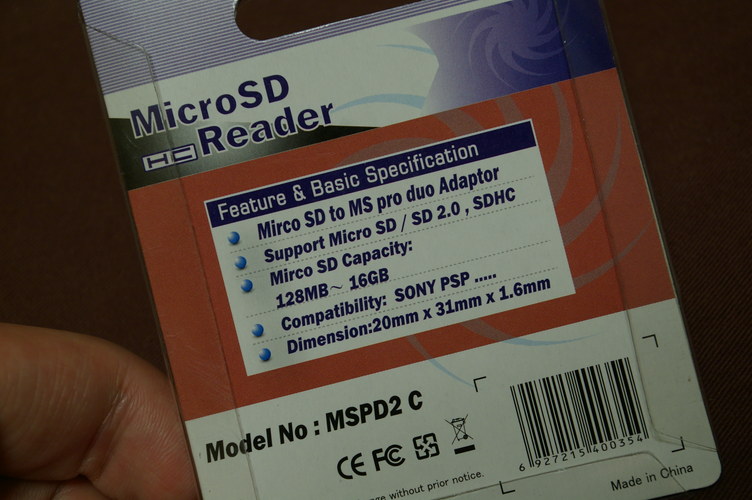 MicroSD
HC Reader
Feature & Basic Specification
Mirco SD to MS pro duo Adaptor
Support Micro SD / SD 2.0 , SDHC
Mirco SD Capacity:
128MB~ 16GB
Compatibility: SONY PSP .....
Dimension:20mm x 31mm x 1.6mm
Model No : MSPD2 C
CE FC
6 927215 400354
without prior notice.
Made in China